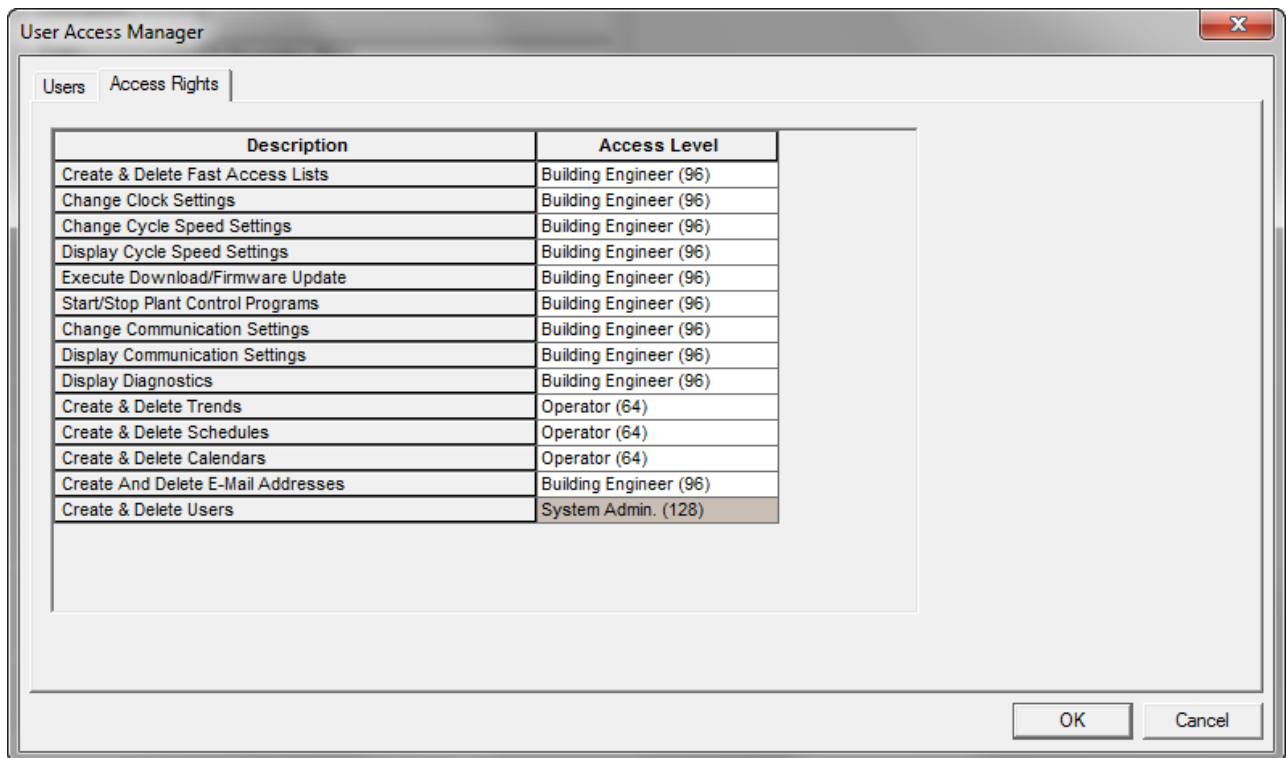 User Access Manager
Users Access Rights
Description Access Level
Create & Delete Fast Access Lists Building Engineer (96)
Change Clock Settings Building Engineer (96)
Change Cycle Speed Settings Building Engineer (96)
Display Cycle Speed Settings Building Engineer (96)
Execute Download/Firmware Update Building Engineer (96)
Start/Stop Plant Control Programs Building Engineer (96)
Change Communication Settings Building Engineer (96)
Display Communication Settings Building Engineer (96)
Display Diagnostics Building Engineer (96)
Create & Delete Trends Operator (64)
Create & Delete Schedules Operator (64)
Create & Delete Calendars Operator (64)
Create And Delete E-Mail Addresses Building Engineer (96)
Create & Delete Users System Admin. (128)
OK Cancel